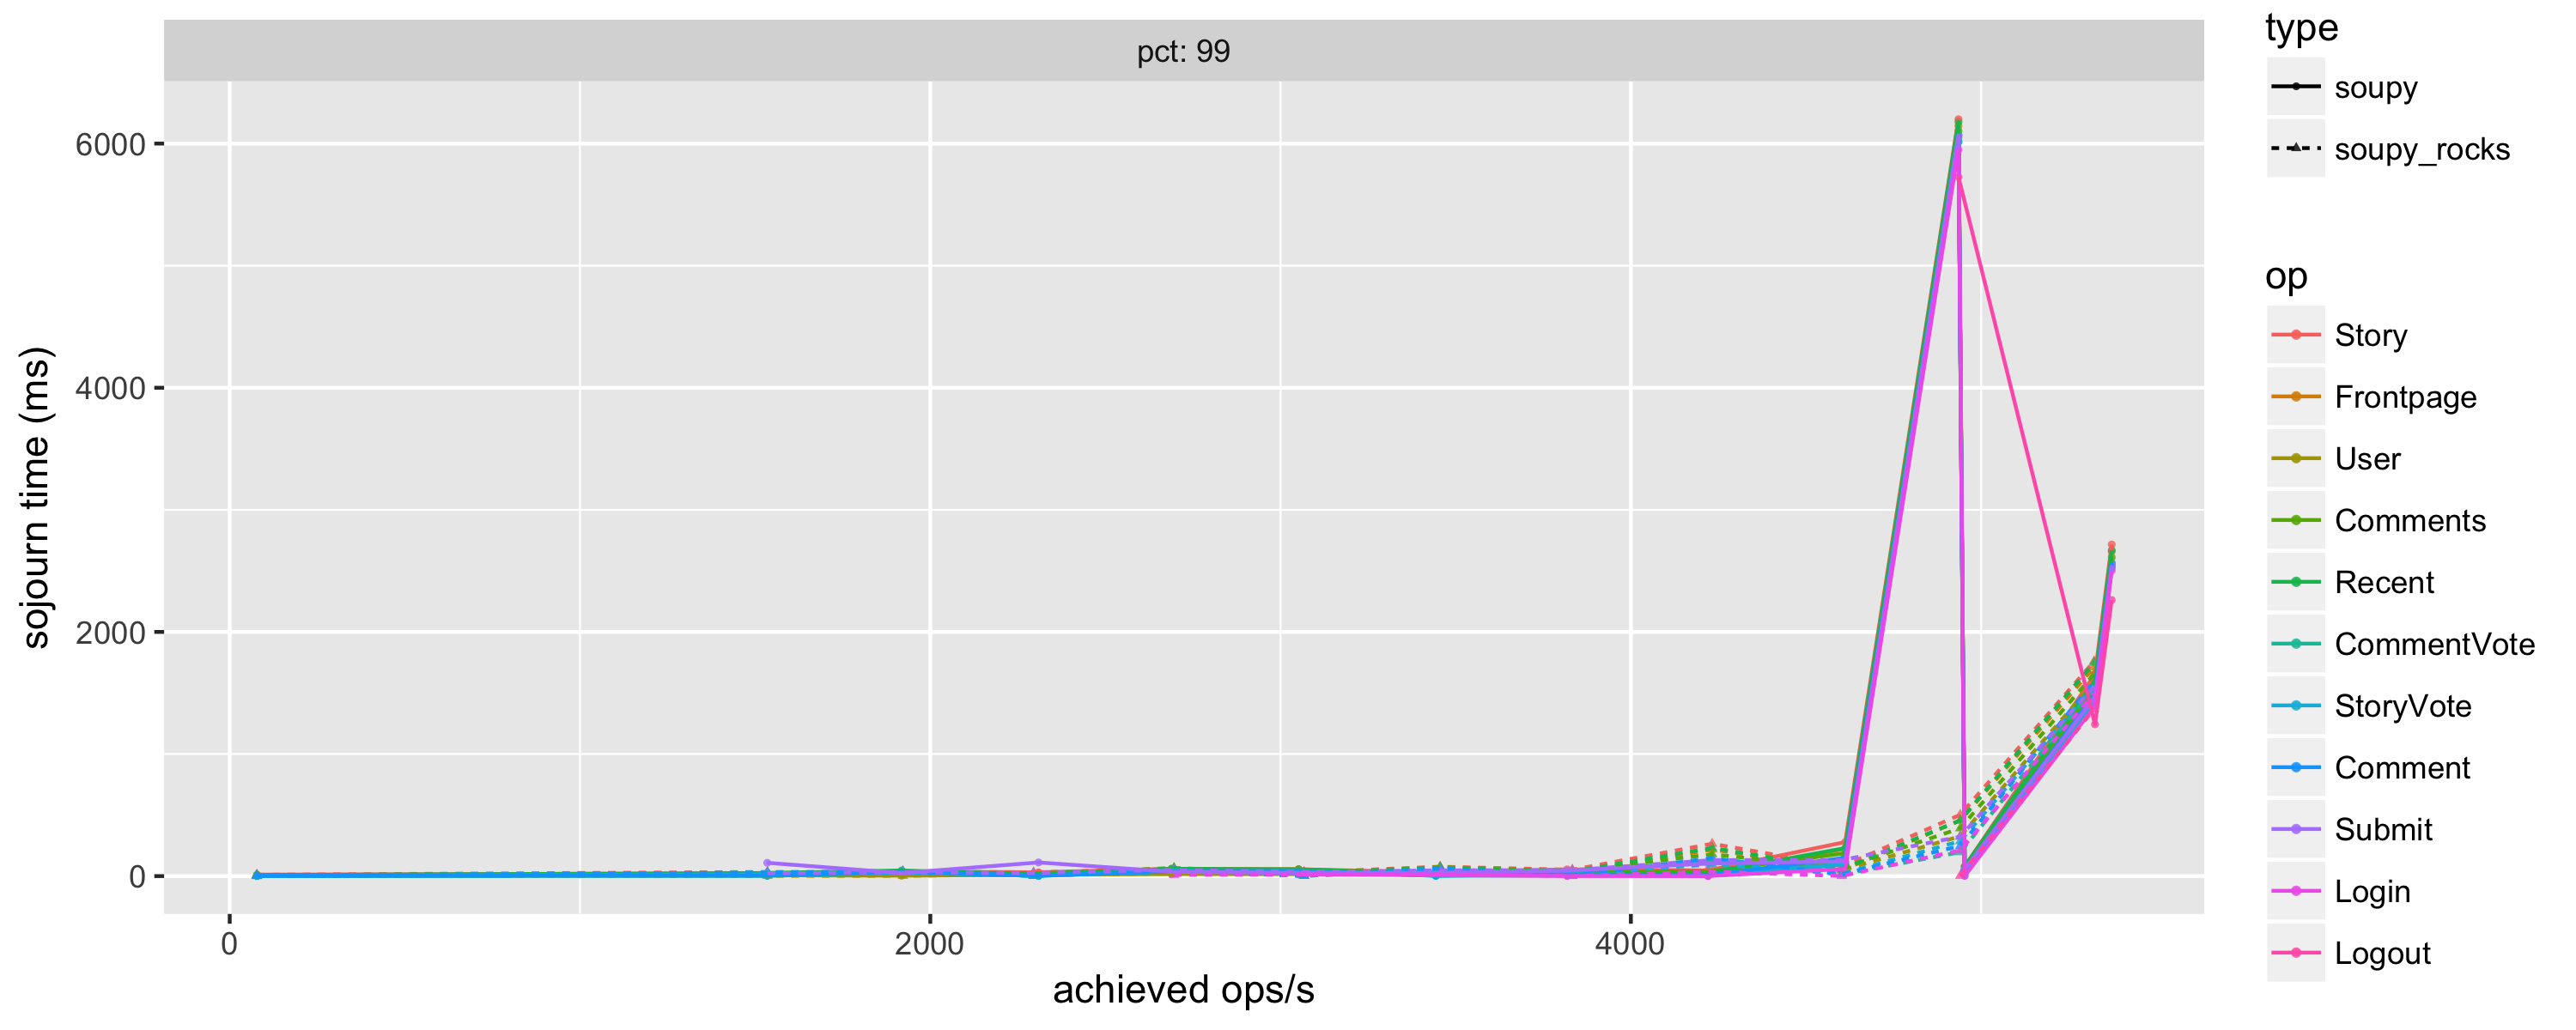 pct: 99
6000
4000
2000
0
sojourn time (ms)
0
2000
4000
achieved ops/s
type
soupy
soupy_rocks
op
Story
Frontpage
User
Comments
Recent
CommentVote
StoryVote
Comment
Submit
Login
Logout